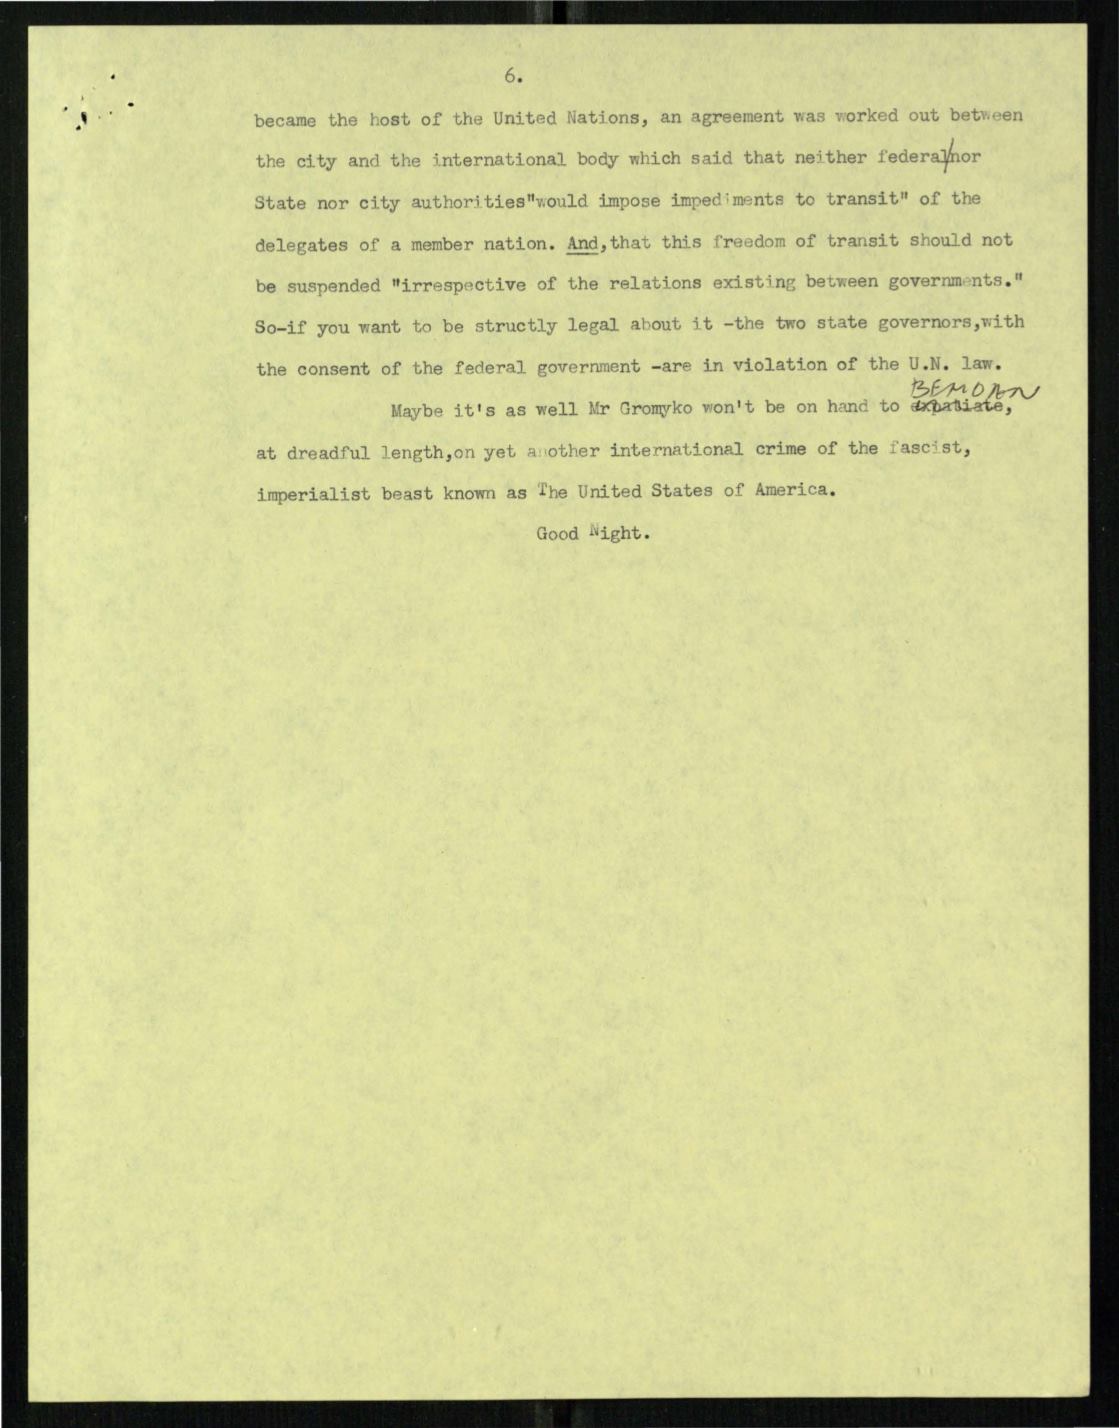 6.
became the host of the United Nations, an agreement was worked out between
the city and the international body which said that neither federal/nor
State nor city authorities"would impose impediments to transit" of the
delegates of a member nation. And,that this freedom of transit should not
be suspended "irrespective of the relations existing between governments."
So-if you want to be structly legal about it -the two state governors,with
the consent of the federal government -are in violation of the U.N. law.
BEMOAN
Maybe it's as well Mr Gromyko won't be on hand to expatiate,
at dreadful length,on yet another international crime of the fascist,
imperialist beast known as The United States of America.
Good Night.